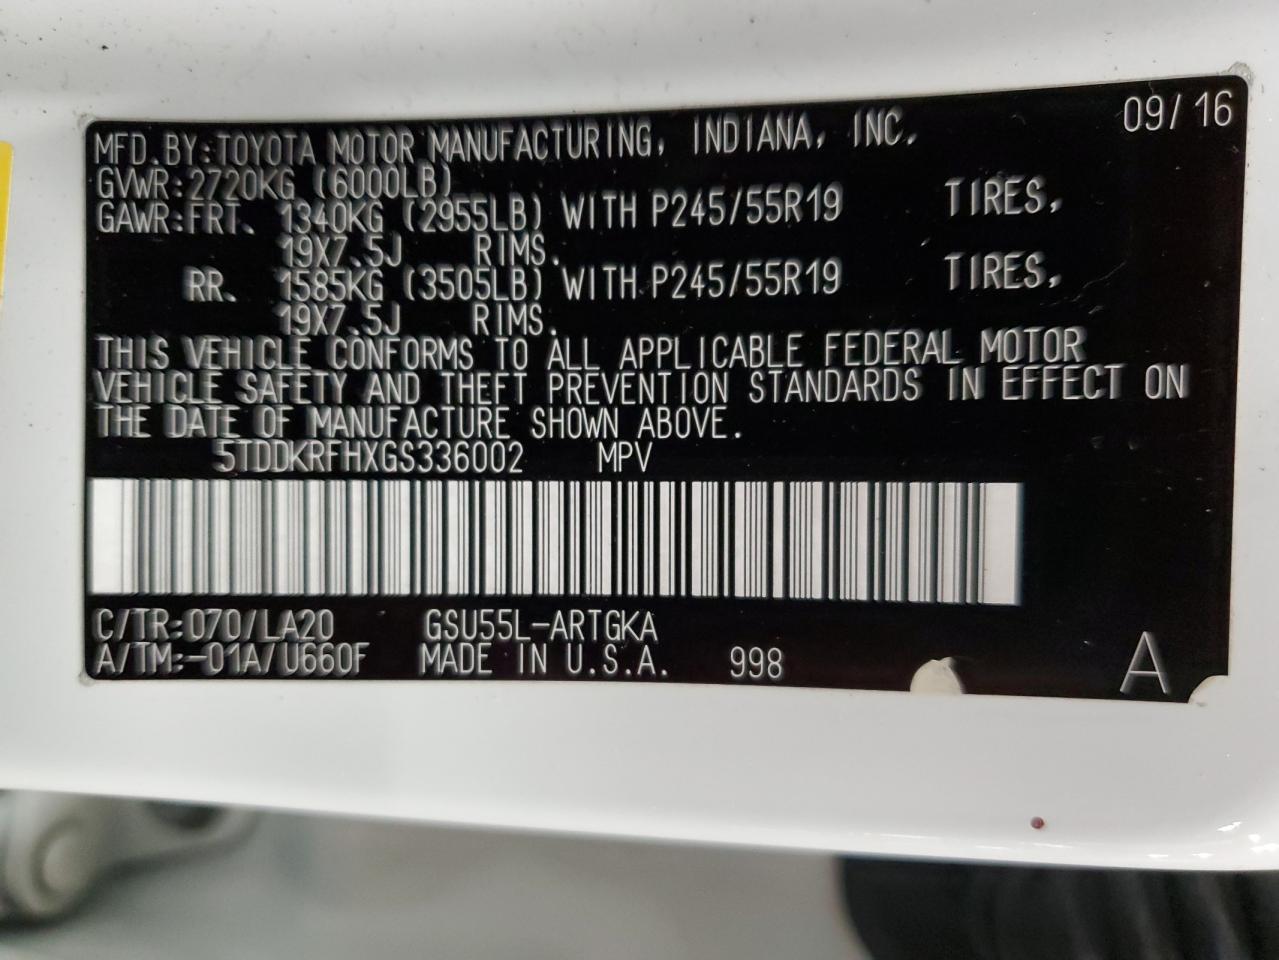 09/16
MFD.BY:TOYOTA MOTOR MANUFACTURING, INDIANA, INC.
GVWR:2720KG (6000LB)
GAWR:FRT. 1340KG (2955LB) WITH P245/55R19 TIRES,
19X7.5J RIMS.
RR. 1585KG (3505LB) WITH P245/55R19 TIRES,
19X7.5J RIMS.
THIS VEHICLE CONFORMS TO ALL APPLICABLE FEDERAL MOTOR
VEHICLE SAFETY AND THEFT PREVENTION STANDARDS IN EFFECT ON
THE DATE OF MANUFACTURE SHOWN ABOVE.
5TDDKRFHXGS336002 MPV
C/TR:070/LA20 GSU55L-ARTGKA
A/TM:-01A/U660F MADE IN U.S.A. 998 A